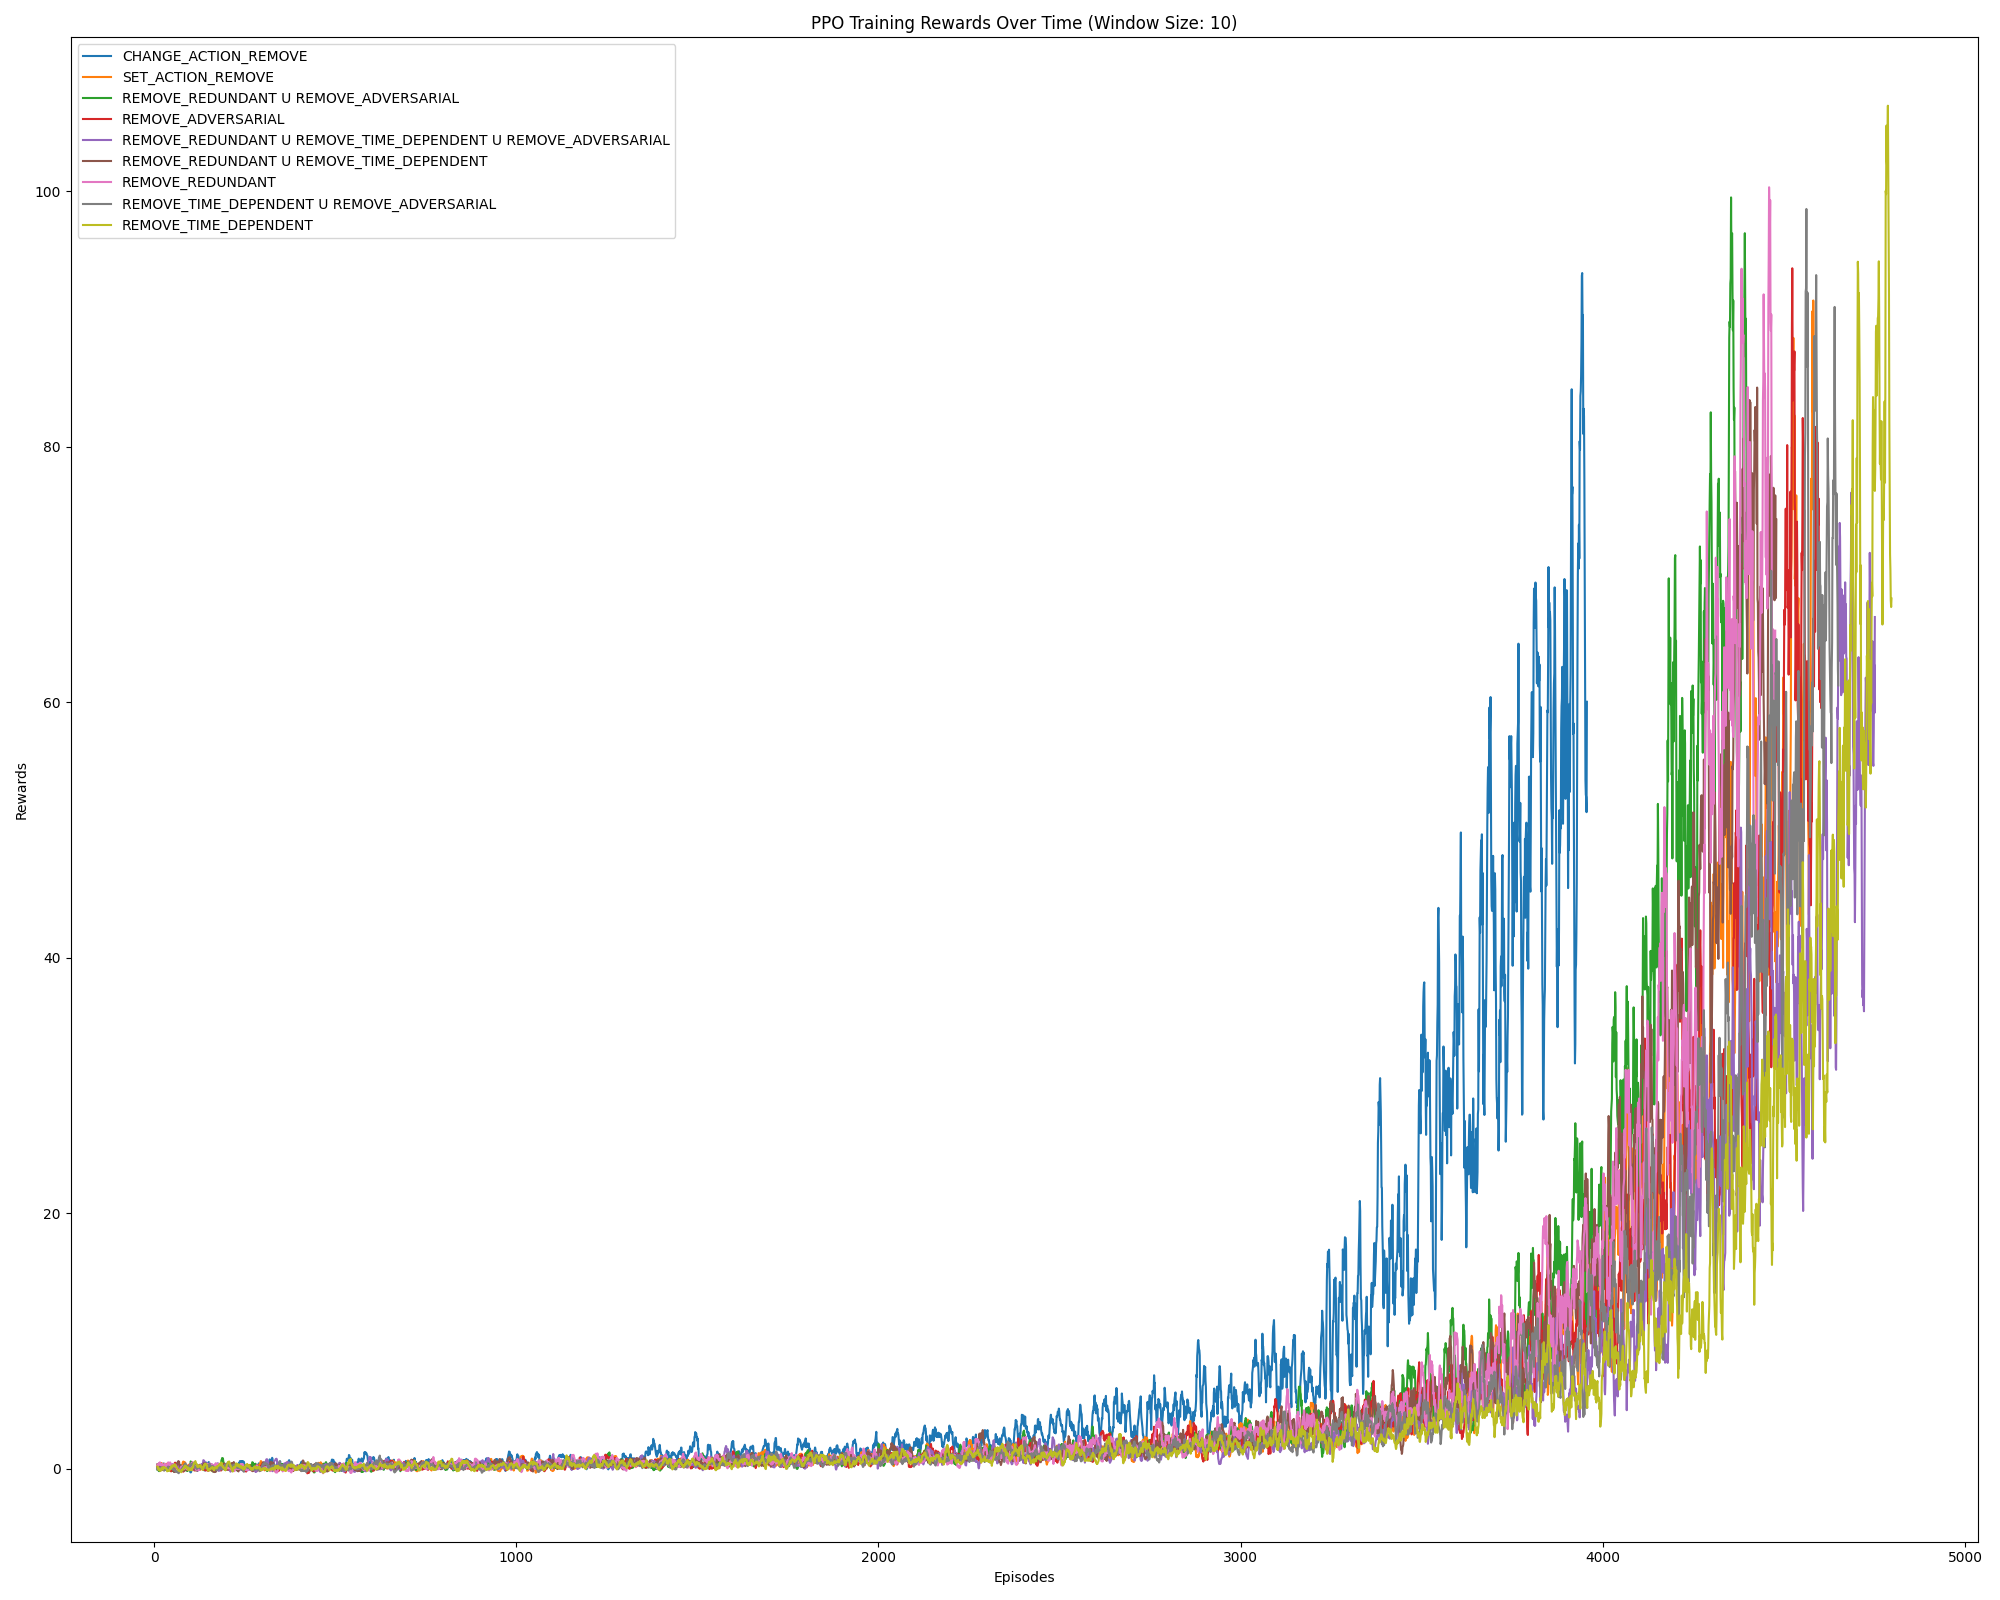 PPO Training Rewards Over Time (Window Size: 10)
CHANGE_ACTION_REMOVE
SET_ACTION_REMOVE
REMOVE_REDUNDANT U REMOVE_ADVERSARIAL
REMOVE_ADVERSARIAL
REMOVE_REDUNDANT U REMOVE_TIME_DEPENDENT U REMOVE_ADVERSARIAL
REMOVE_REDUNDANT U REMOVE_TIME_DEPENDENT
REMOVE_REDUNDANT
REMOVE_TIME_DEPENDENT U REMOVE_ADVERSARIAL
REMOVE_TIME_DEPENDENT
100
80
60
40
20
0
Rewards
0 1000 2000 3000 4000 5000
Episodes